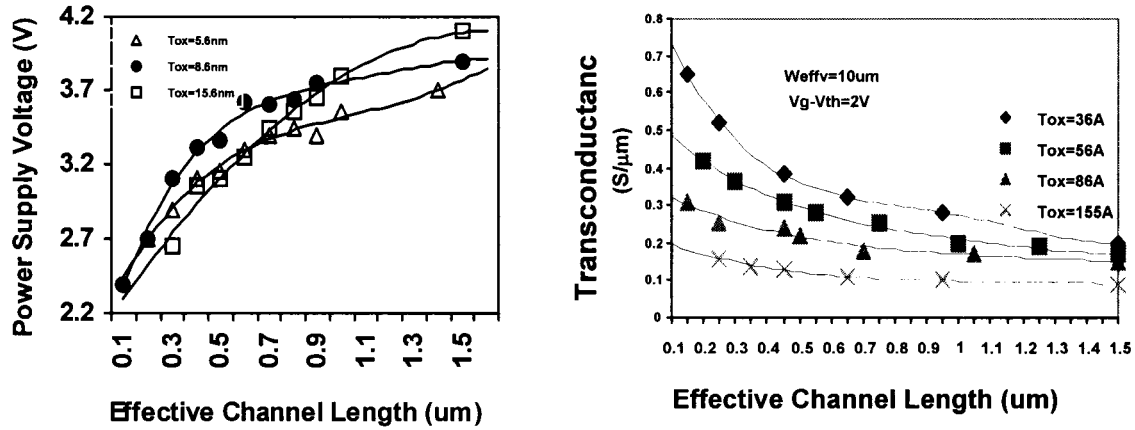 Power Supply Voltage (V)
4.2
3.7
3.2
2.7
2.2
Tox=5.6nm
Tox=8.6nm
Tox=15.6nm
0.1
0.3
0.5
0.7
0.9
1.1
1.3
1.5
Effective Channel Length (um)
Transconductanc
(S/μm)
0.8
0.7
0.6
0.5
0.4
0.3
0.2
0.1
0
Weffv=10um
Vg-Vth=2V
Tox=36A
Tox=56A
Tox=86A
Tox=155A
0.1 0.2 0.3 0.4 0.5 0.6 0.7 0.8 0.9 1 1.1 1.2 1.3 1.5
Effective Channel Length (um)